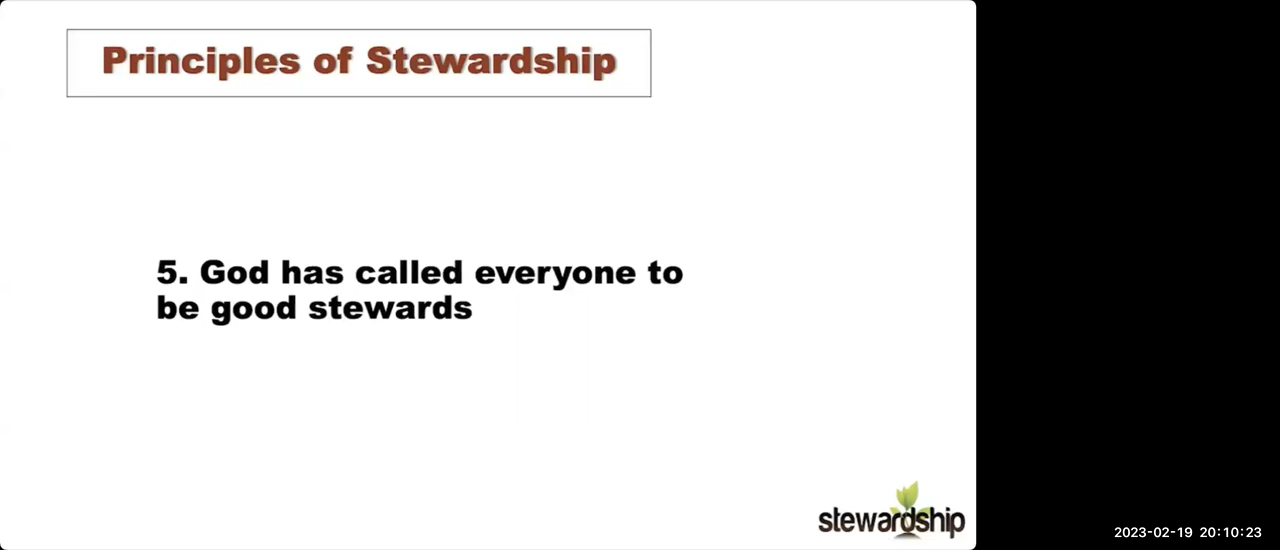 Principles of Stewardship
5. God has called everyone to
be good stewards
stewardship
2023-02-19 20:10:23